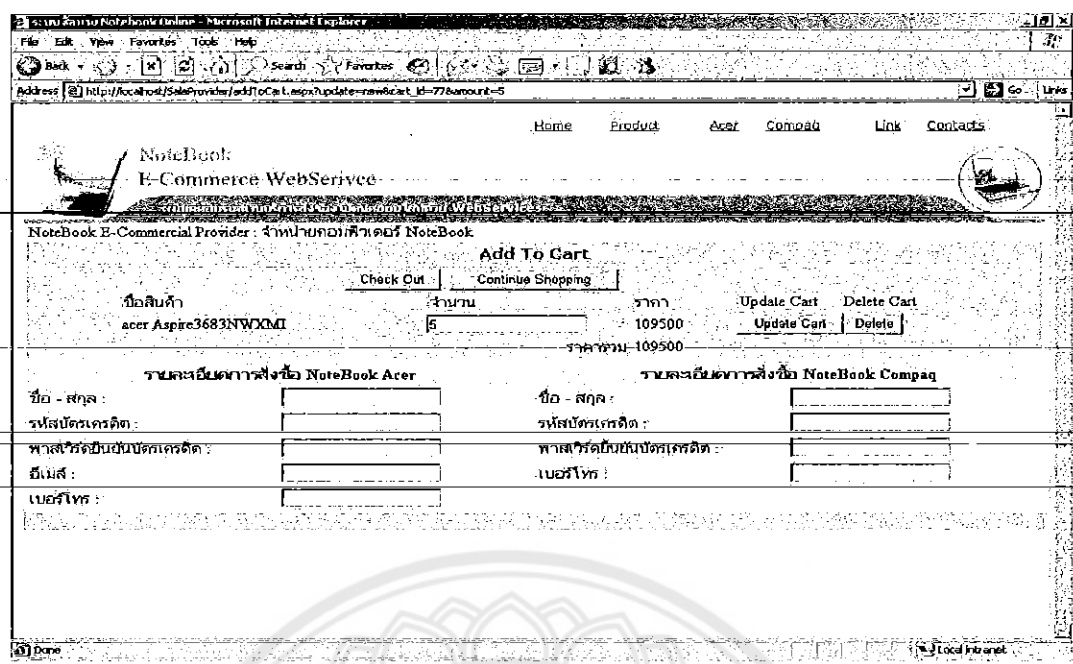 ระบบสั่งซื้อ Notebook Online - Microsoft Internet Explorer
File Edit View Favorites Tools Help
Back Search Favorites
Address http://localhost/SaleProvider/addToCart.aspx?update=new&cart_id=77&amount=5 Go Links
Home Product Acer Compaq Link Contacts
NoteBook
E-Commerce WebSerivce
NoteBook E-Commercial Provider : จำหน่ายคอมพิวเตอร์ NoteBook
Add To Cart
Check Out Continue Shopping
ชื่อสินค้า จำนวน ราคา Update Cart Delete Cart
acer Aspire3683NWXMI 5 109500 Update Cart Delete
ราคารวม 109500
รายละเอียดการสั่งซื้อ NoteBook Acer รายละเอียดการสั่งซื้อ NoteBook Compaq
ชื่อ - สกุล : ชื่อ - สกุล :
รหัสบัตรเครดิต : รหัสบัตรเครดิต :
พาสเวิร์ดยืนยันบัตรเครดิต : พาสเวิร์ดยืนยันบัตรเครดิต :
อีเมล์ : เบอร์โทร :
เบอร์โทร :
Done Local intranet